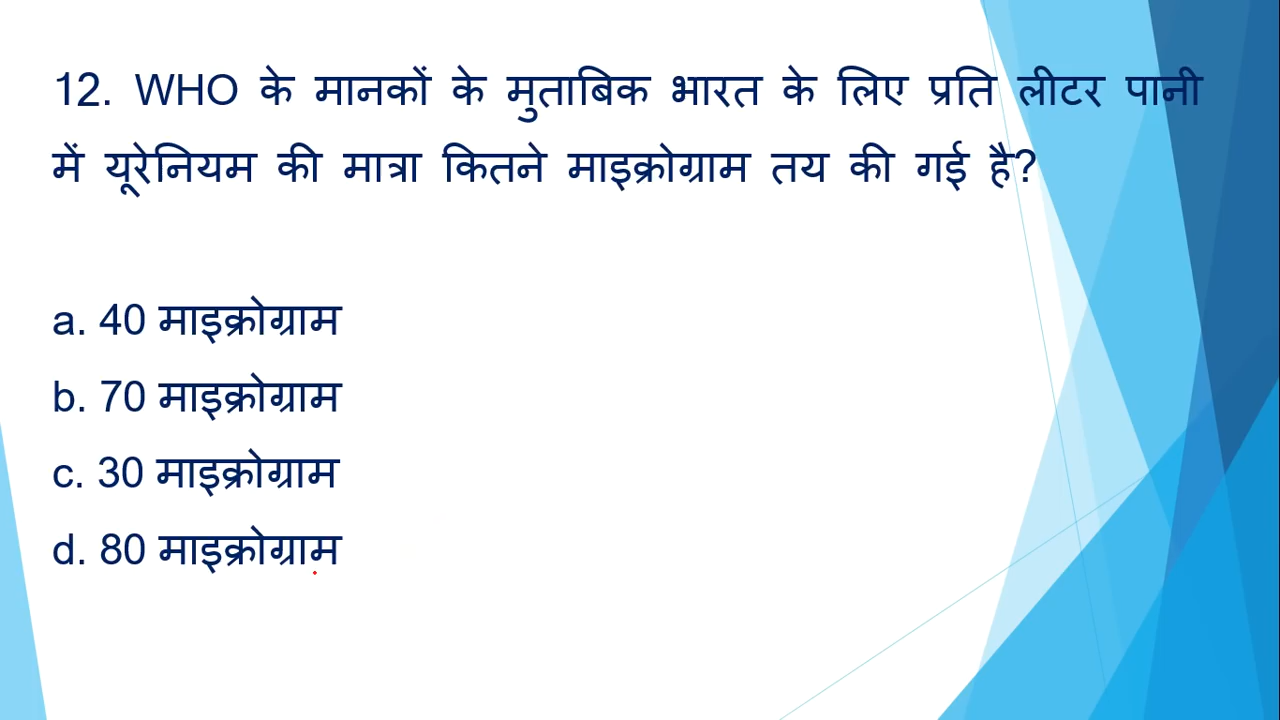 12. WHO के मानकों के मुताबिक भारत के लिए प्रति लीटर पानी
में यूरेनियम की मात्रा कितने माइक्रोग्राम तय की गई है?
a. 40 माइक्रोग्राम
b. 70 माइक्रोग्राम
c. 30 माइक्रोग्राम
d. 80 माइक्रोग्राम